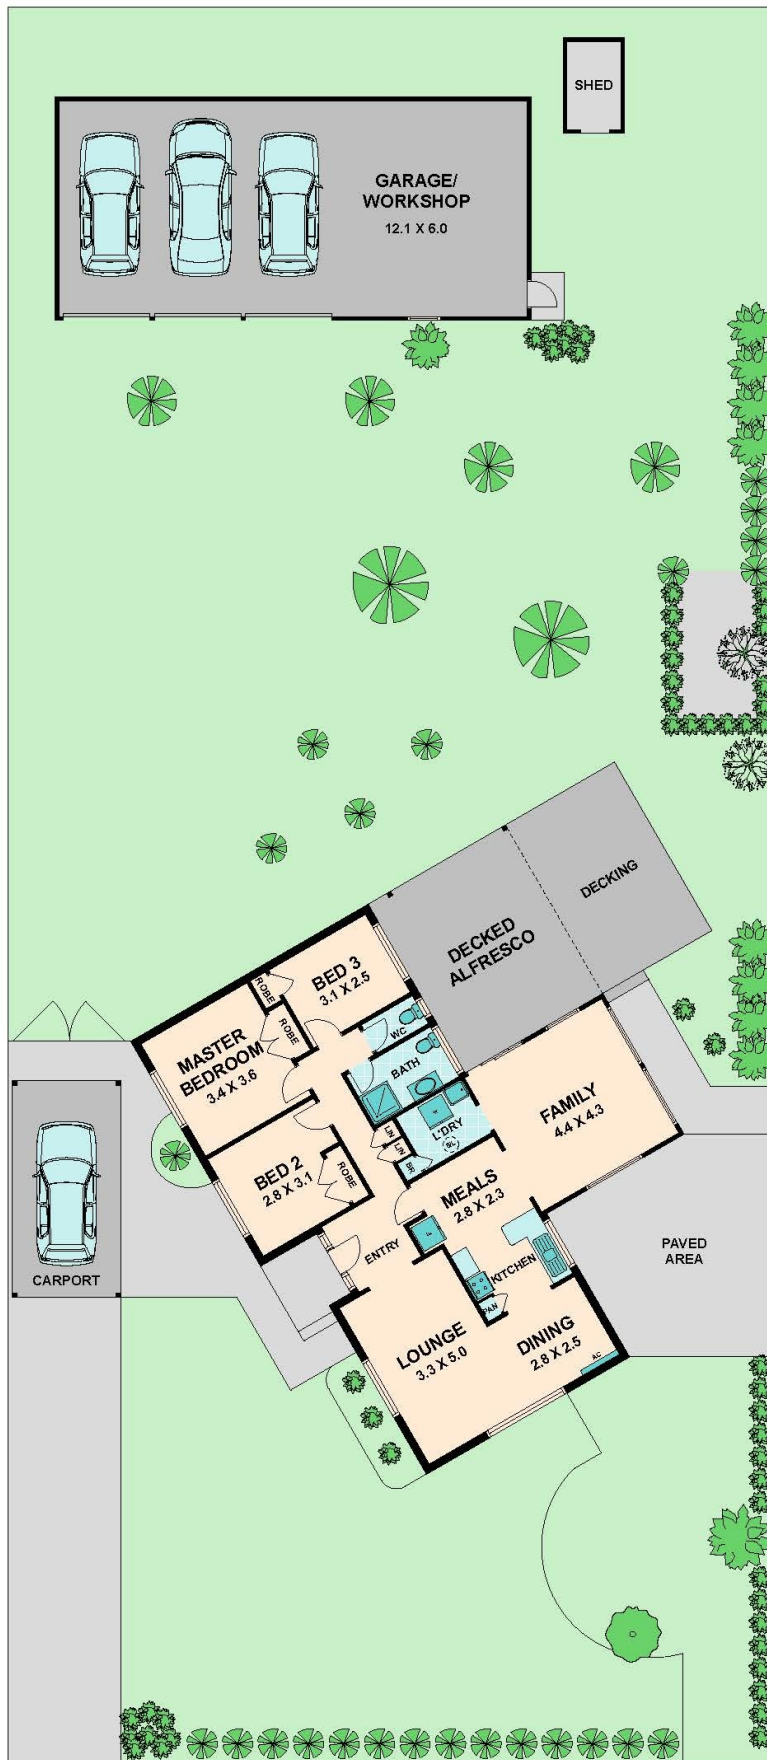 SHED
GARAGE/
WORKSHOP
12.1 X 6.0
DECKING
DECKED
ALFRESCO
BED 3
3.1 X 2.5
ROBE
ROBE
WC
MASTER
BEDROOM
3.4 X 3.6
BATH
FAMILY
4.4 X 4.3
L'DRY
LIN
LIN
BR
BED 2
2.8 X 3.1
ROBE
MEALS
2.8 X 2.3
ENTRY
KITCHEN
PAVED
AREA
CARPORT
PAN
LOUNGE
3.3 X 5.0
DINING
2.8 X 2.5
AC